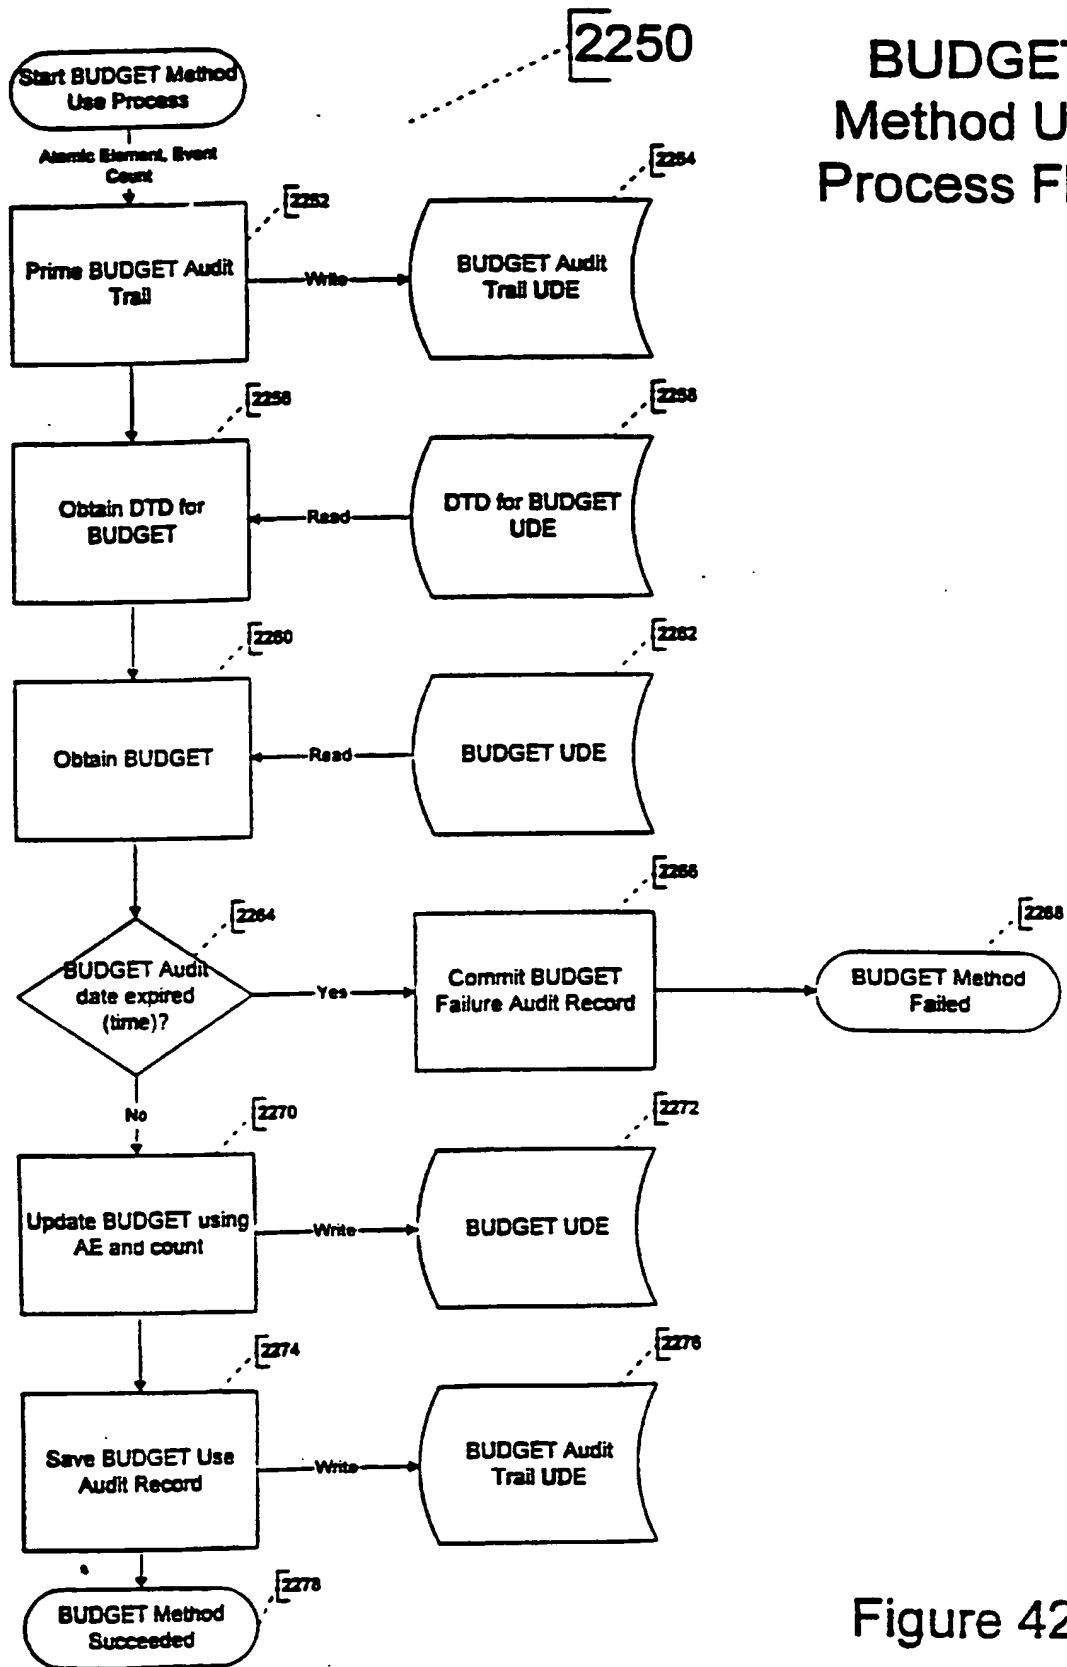 2250
BUDGET
Method U
Process Fl
Start BUDGET Method
Use Process
Atomic Element, Event
Count
2252
2254
Prime BUDGET Audit
Trail
Write
BUDGET Audit
Trail UDE
2256
2258
Obtain DTD for
BUDGET
Read
DTD for BUDGET
UDE
2260
2262
Obtain BUDGET
Read
BUDGET UDE
2264
2266
2268
BUDGET Audit
date expired
(time)?
Yes
Commit BUDGET
Failure Audit Record
BUDGET Method
Failed
No
2270
2272
Update BUDGET using
AE and count
Write
BUDGET UDE
2274
2276
Save BUDGET Use
Audit Record
Write
BUDGET Audit
Trail UDE
2278
BUDGET Method
Succeeded
Figure 42